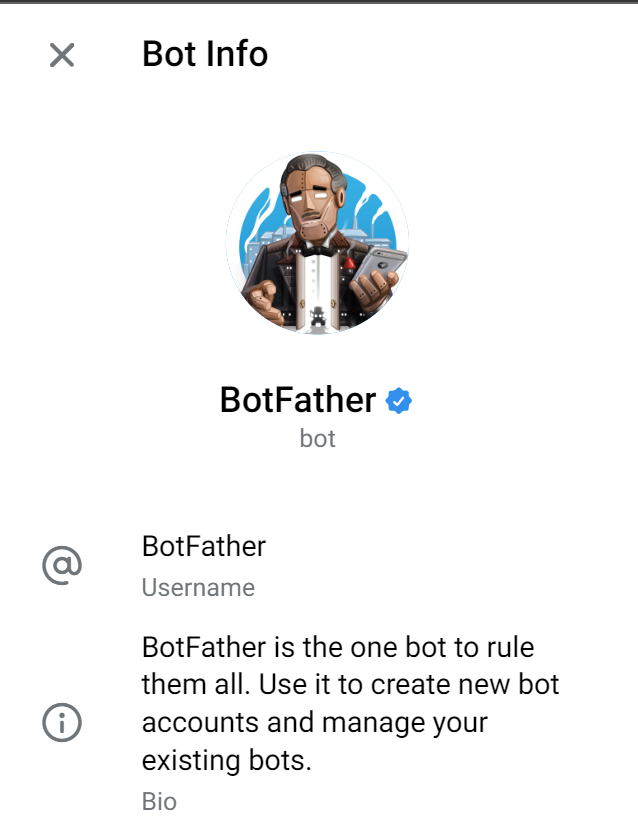 Bot Info
BotFather
bot
BotFather
Username
BotFather is the one bot to rule
them all. Use it to create new bot
accounts and manage your
existing bots.
Bio